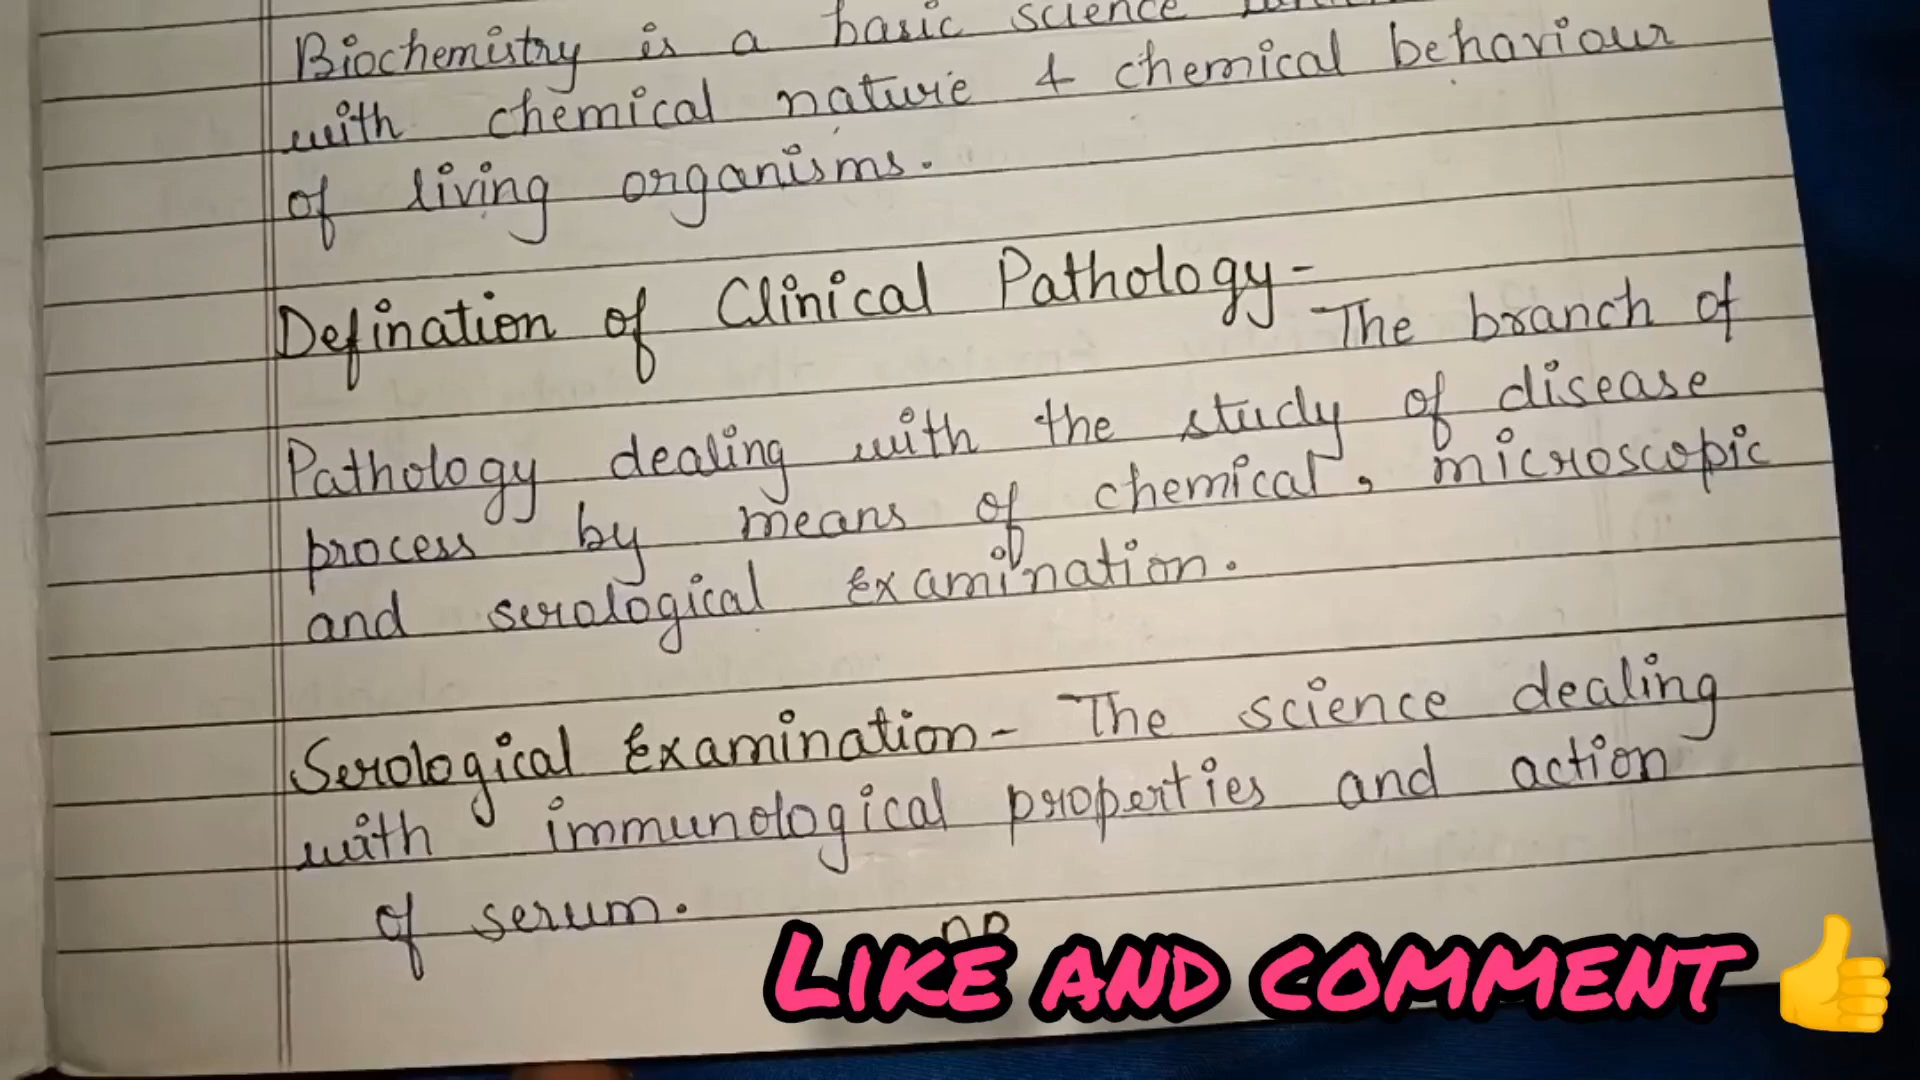 Biochemistry is a basic science
with chemical nature & chemical behaviour
of living organisms.
Defination of Clinical Pathology-
The branch of
Pathology dealing with the study of disease
process by means of chemical, microscopic
and serological examination.
Serological Examination- The science dealing
with immunological properties and action
of serum.
OR
LIKE AND COMMENT 👍